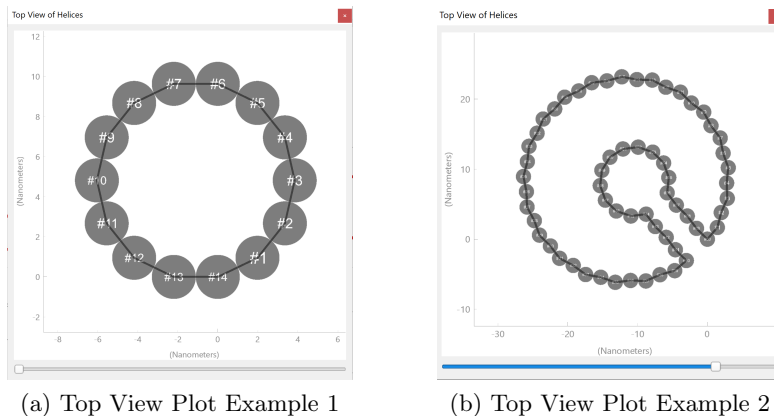 Top View of Helices
×
12
10
8
6
4
2
0
-2
(Nanometers)
#7 #6
#8 #5
#9 #4
#10 #3
#11 #2
#12 #1
#13 #14
-8 -6 -4 -2 0 2 4 6
(Nanometers)
(a) Top View Plot Example 1
Top View of Helices
20
10
0
-10
(Nanometers)
-30 -20 -10 0
(Nanometers)
(b) Top View Plot Example 2